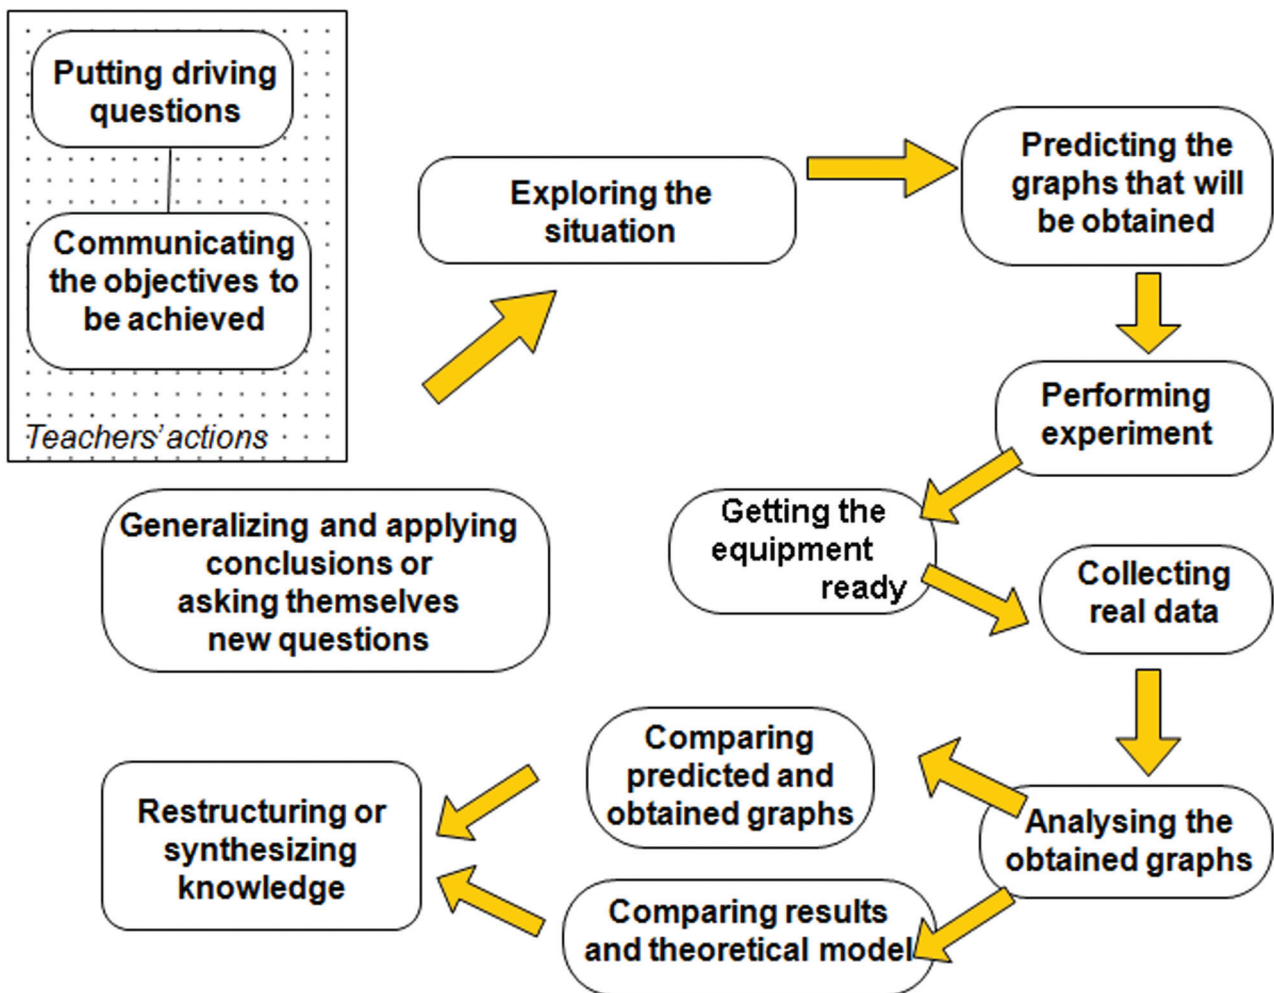 Putting driving
questions
Communicating
the objectives to
be achieved
Teachers' actions
Exploring the
situation
Predicting the
graphs that will
be obtained
Performing
experiment
Getting the
equipment
ready
Collecting
real data
Analysing the
obtained graphs
Comparing
predicted and
obtained graphs
Comparing results
and theoretical model
Restructuring or
synthesizing
knowledge
Generalizing and applying
conclusions or
asking themselves
new questions